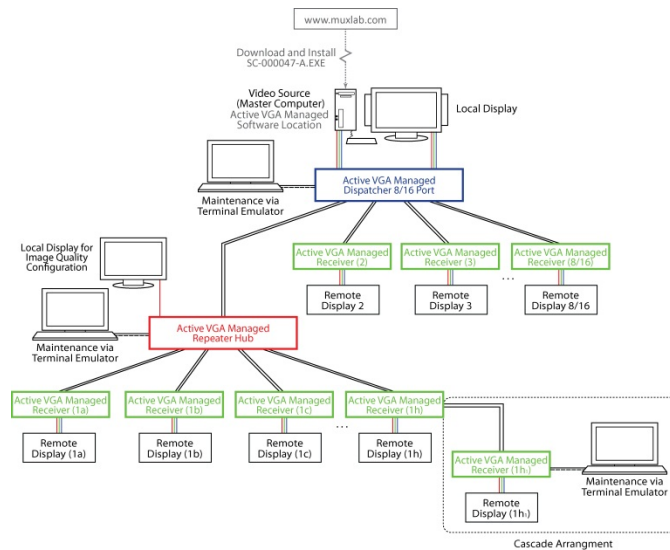 www.muxlab.com
Download and Install
SC-000047-A.EXE
Video Source
(Master Computer)
Active VGA Managed
Software Location
Local Display
Active VGA Managed
Dispatcher 8/16 Port
Maintenance via
Terminal Emulator
Local Display for
Image Quality
Configuration
Active VGA Managed
Receiver (2)
Active VGA Managed
Receiver (3)
Active VGA Managed
Receiver (8/16)
...
Remote
Display 2
Remote
Display 3
Remote
Display 8/16
Maintenance via
Terminal Emulator
Active VGA Managed
Repeater Hub
Active VGA Managed
Receiver (1a)
Active VGA Managed
Receiver (1b)
Active VGA Managed
Receiver (1c)
Active VGA Managed
Receiver (1h)
...
Remote
Display (1a)
Remote
Display (1b)
Remote
Display (1c)
Remote
Display (1h)
Active VGA Managed
Receiver (1h₁)
Maintenance via
Terminal Emulator
Remote
Display (1h₁)
Cascade Arrangment